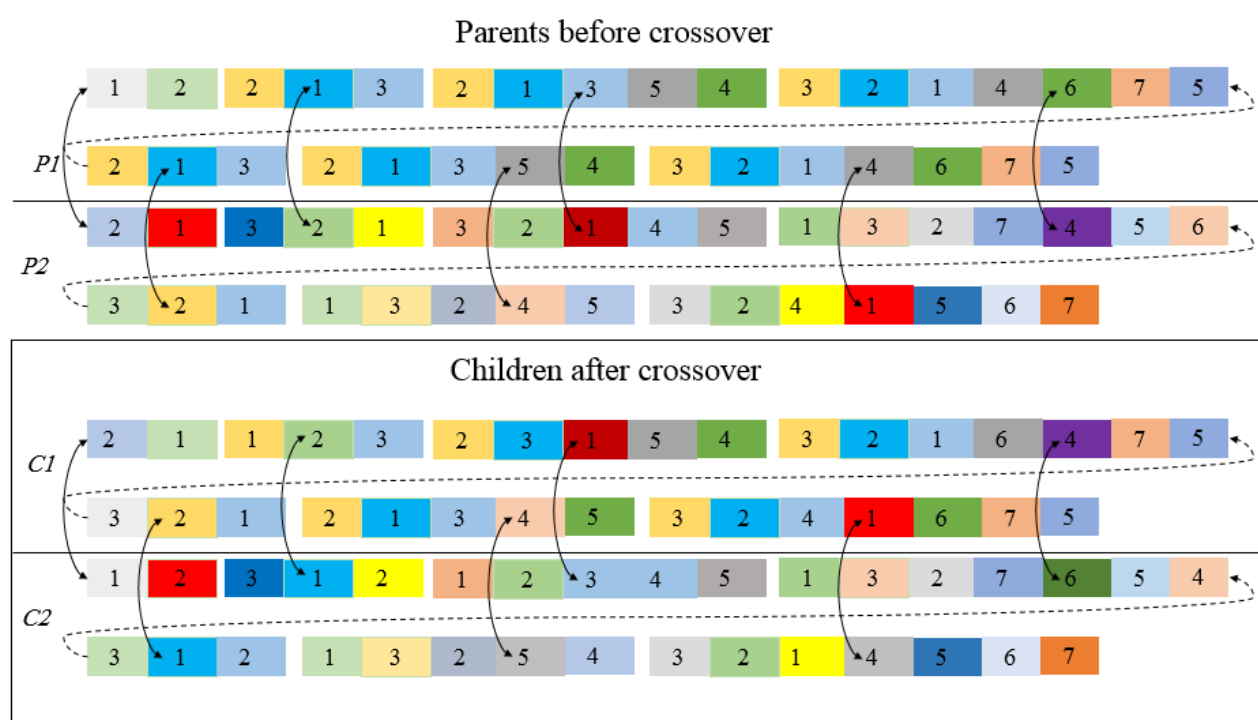 Parents before crossover
1 2 2 1 3 2 1 3 5 4 3 2 1 4 6 7 5
P1
2 1 3 2 1 3 5 4 3 2 1 4 6 7 5
2 1 3 2 1 3 2 1 4 5 1 3 2 7 4 5 6
P2
3 2 1 1 3 2 4 5 3 2 4 1 5 6 7
Children after crossover
2 1 1 2 3 2 3 1 5 4 3 2 1 6 4 7 5
C1
3 2 1 2 1 3 4 5 3 2 4 1 6 7 5
1 2 3 1 2 1 2 3 4 5 1 3 2 7 6 5 4
C2
3 1 2 1 3 2 5 4 3 2 1 4 5 6 7